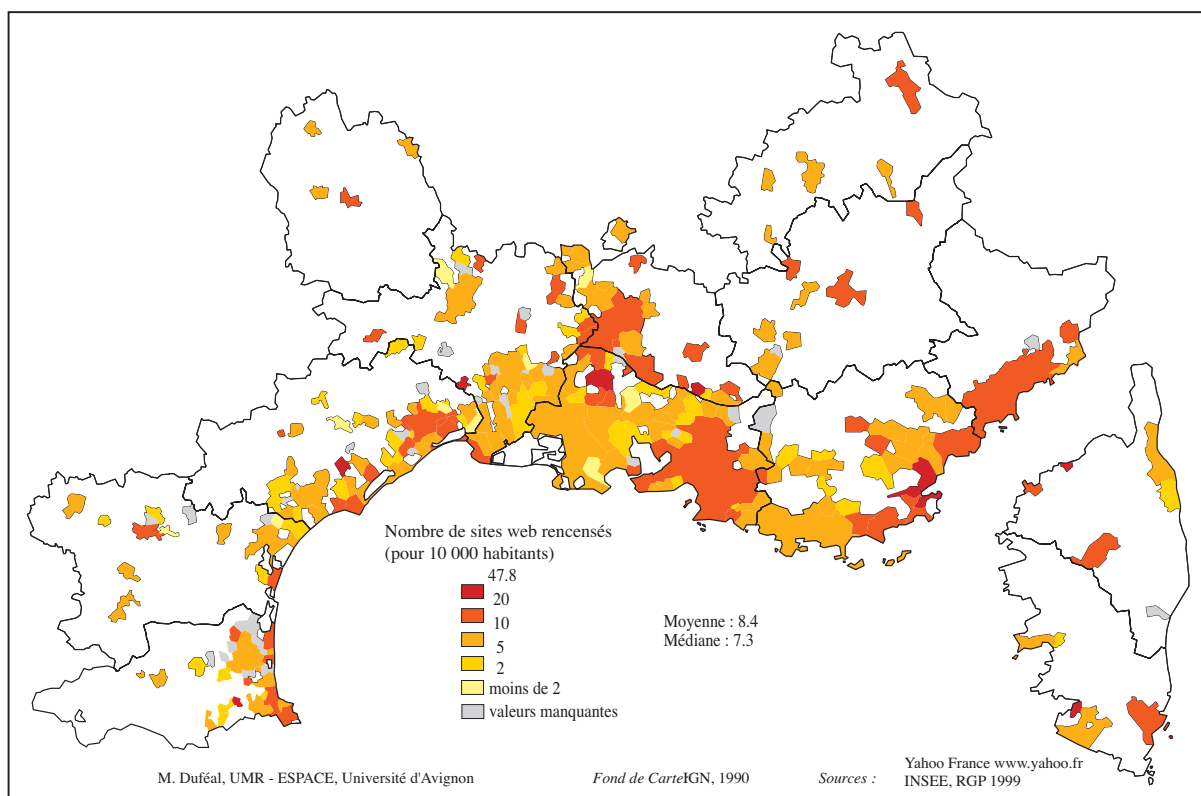 Nombre de sites web rencensés
(pour 10 000 habitants)
47.8
20
10
5
2
moins de 2
valeurs manquantes
Moyenne : 8.4
Médiane : 7.3
M. Duféal, UMR - ESPACE, Université d'Avignon
Fond de Carte IGN, 1990
Sources :
Yahoo France www.yahoo.fr
INSEE, RGP 1999